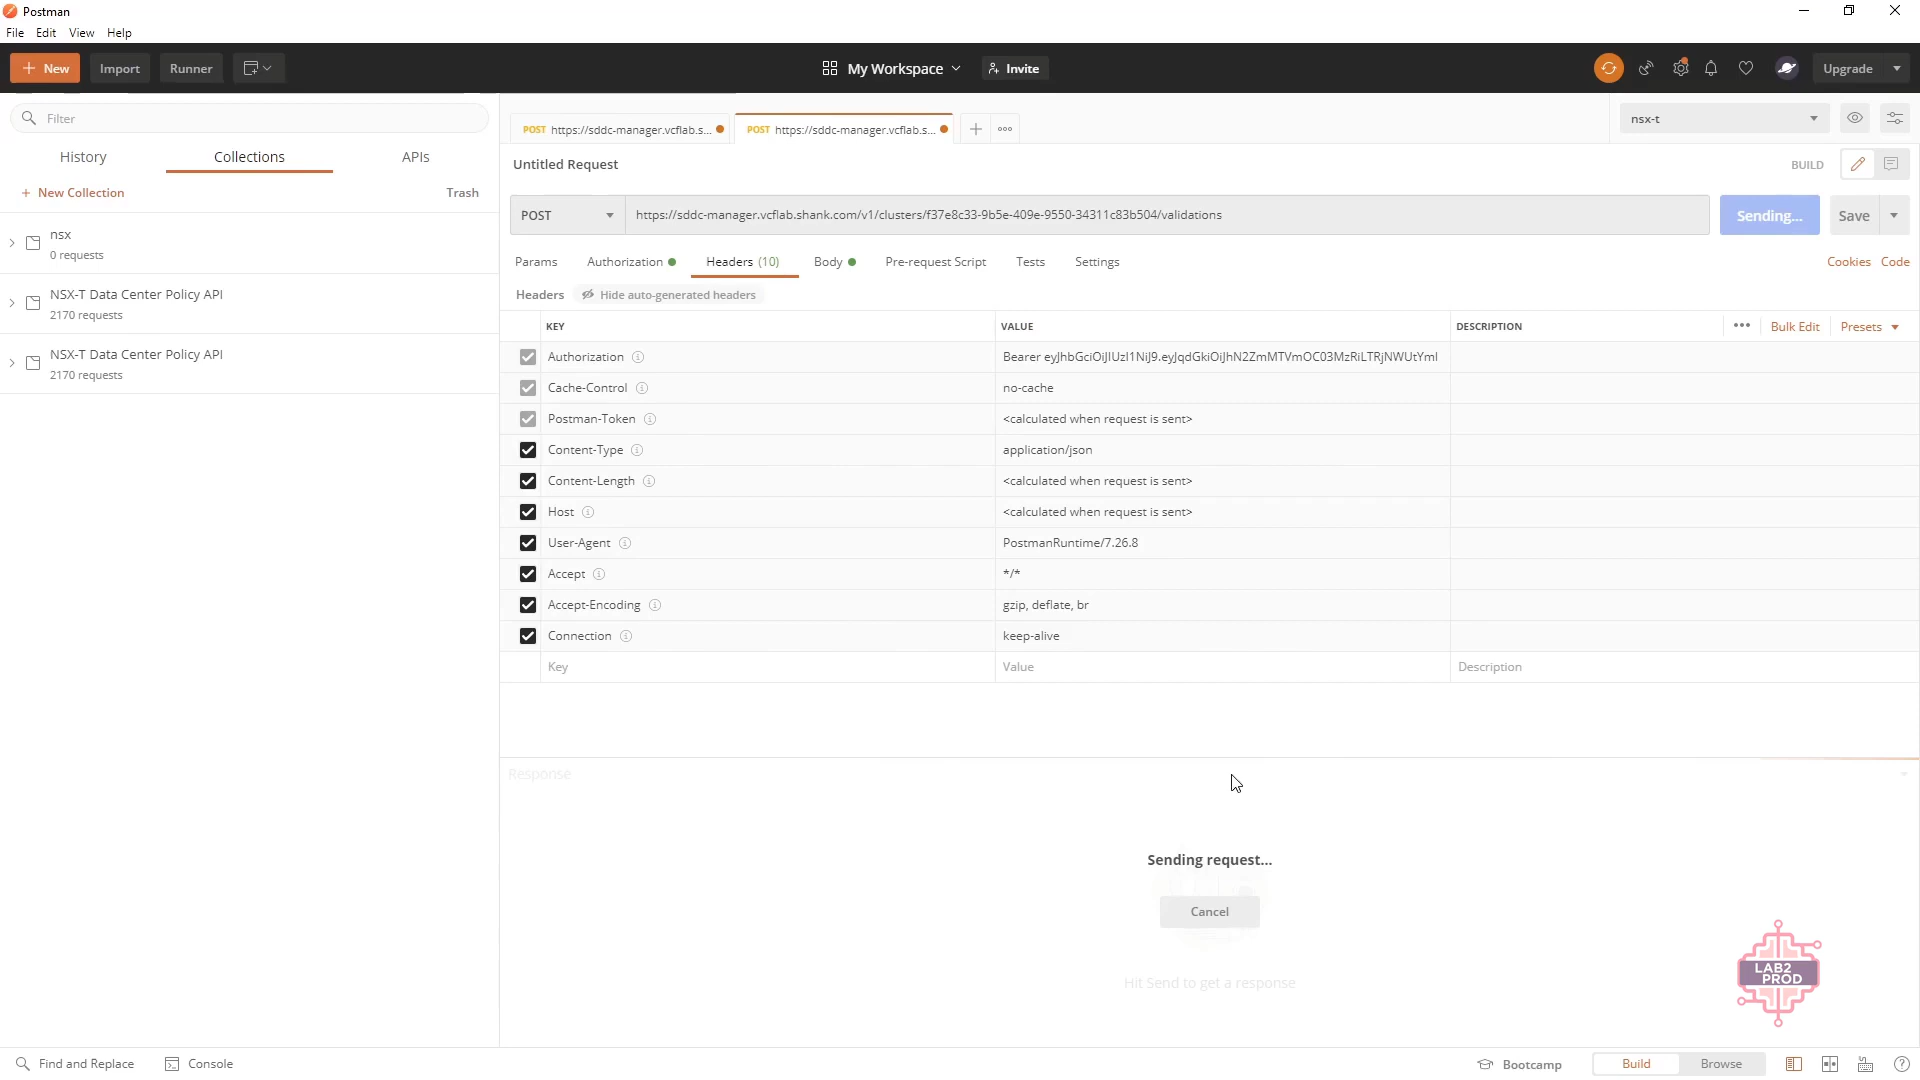 Postman
File Edit View Help
+ New Import Runner My Workspace Invite Upgrade
Filter
History Collections APIs
+ New Collection Trash
nsx
0 requests
NSX-T Data Center Policy API
2170 requests
NSX-T Data Center Policy API
2170 requests
POST https://sddc-manager.vcflab.s... POST https://sddc-manager.vcflab.s... nsx-t
Untitled Request BUILD
POST https://sddc-manager.vcflab.shank.com/v1/clusters/f37e8c33-9b5e-409e-9550-34311c83b504/validations Sending... Save
Params Authorization Headers (10) Body Pre-request Script Tests Settings Cookies Code
Headers Hide auto-generated headers
KEY VALUE DESCRIPTION Bulk Edit Presets
Authorization Bearer eyJhbGciOiJIUzI1NiJ9.eyJqdGkiOiJhN2ZmMTVmOC03MzRiLTRjNWUtYmI
Cache-Control no-cache
Postman-Token <calculated when request is sent>
Content-Type application/json
Content-Length <calculated when request is sent>
Host <calculated when request is sent>
User-Agent PostmanRuntime/7.26.8
Accept */*
Accept-Encoding gzip, deflate, br
Connection keep-alive
Key Value Description
Response
Sending request...
Cancel
Hit Send to get a response
LAB2
PROD
Find and Replace Console Bootcamp Build Browse